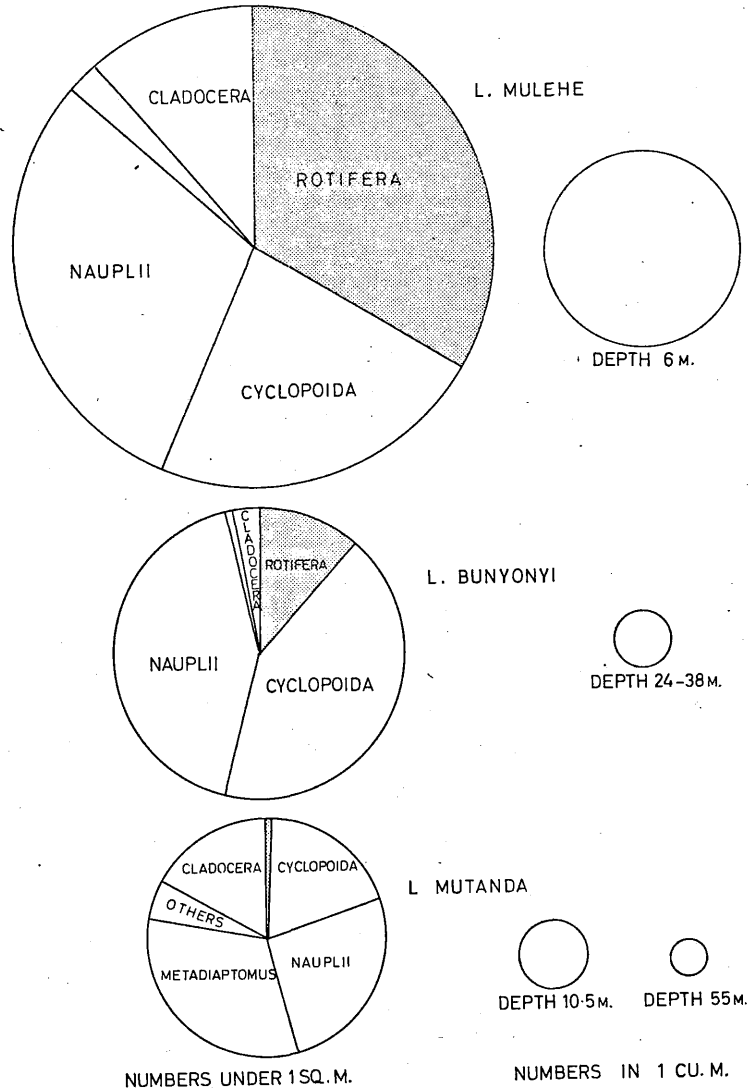 L. MULEHE
CLADOCERA
ROTIFERA
NAUPLII
CYCLOPOIDA
DEPTH 6 M.
CLADOCERA
ROTIFERA
L. BUNYONYI
NAUPLII
CYCLOPOIDA
DEPTH 24-38 M.
CLADOCERA
CYCLOPOIDA
L MUTANDA
OTHERS
NAUPLII
METADIAPTOMUS
DEPTH 10·5 M.
DEPTH 55 M.
NUMBERS UNDER 1 SQ. M.
NUMBERS IN 1 CU. M.